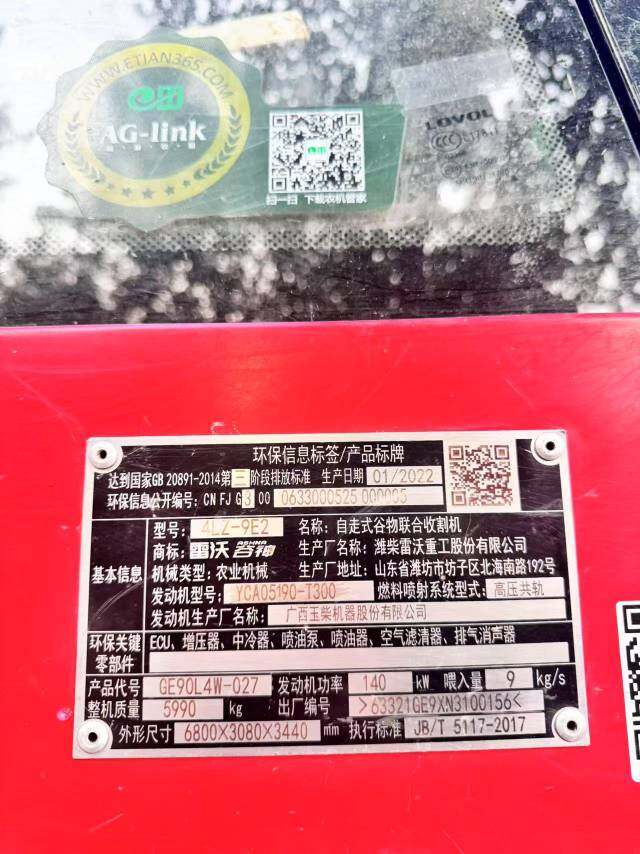 WWW.ETIAN365.COM
AG-link
扫一扫 下载农机管家
LOVOL
环保信息标签/产品标牌
达到国家GB 20891-2014第三阶段排放标准 生产日期 01/2022
环保信息公开编号: CN FJ G3 00 0633000525 000005
型号: 4LZ-9E2 名称: 自走式谷物联合收割机
商标: 雷沃 谷神 生产厂名称: 潍柴雷沃重工股份有限公司
基本信息 机械类型: 农业机械 生产厂地址: 山东省潍坊市坊子区北海南路192号
发动机型号: YCA05190-T300 燃料喷射系统型式: 高压共轨
发动机生产厂名称: 广西玉柴机器股份有限公司
环保关键零部件 ECU、增压器、中冷器、喷油泵、喷油器、空气滤清器、排气消声器
产品代号 GE90L4W-027 发动机功率 140 kW 喂入量 9 kg/s
整机质量 5990 kg 出厂编号 >63321GE9XN3100156<
外形尺寸 6800×3080×3440 mm 执行标准 JB/T 5117-2017